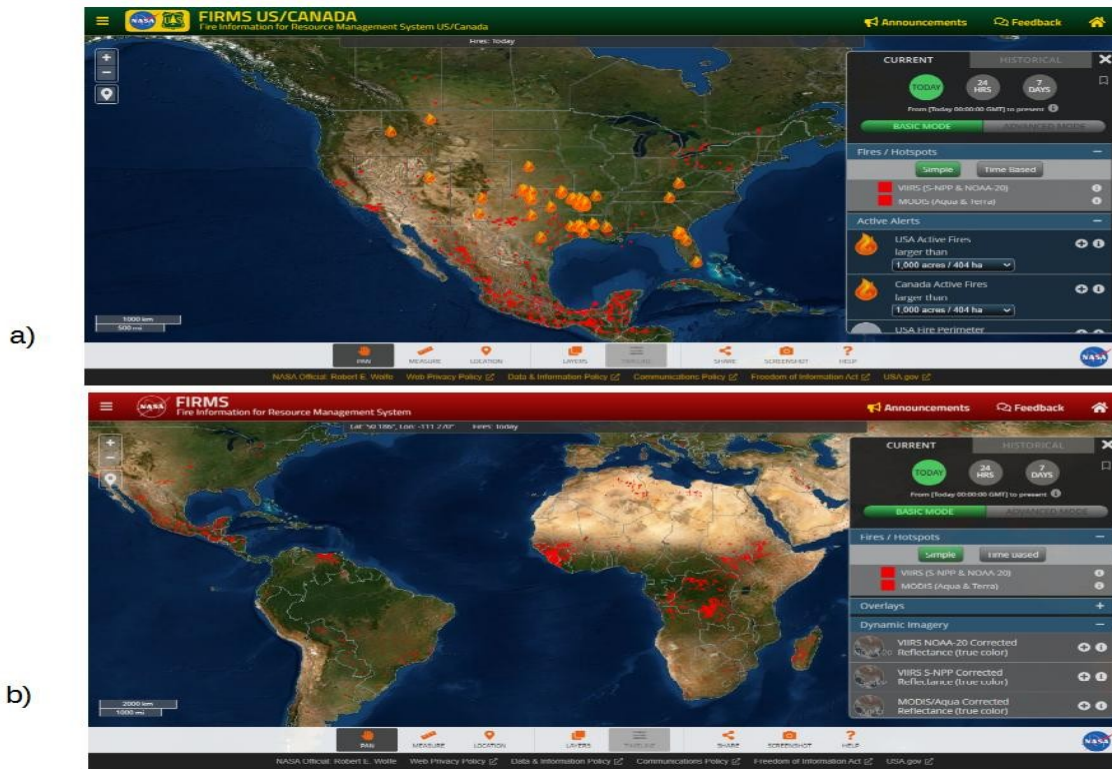 FIRMS US/CANADA
Fire Information for Resource Management System US/Canada
Announcements
Feedback
Fires: Today
CURRENT
HISTORICAL
TODAY
24 HRS
7 DAYS
From [Today 00:00:00 GMT] to present
BASIC MODE
ADVANCED MODE
Fires / Hotspots
Simple
Time Based
VIIRS (S-NPP & NOAA-20)
MODIS (Aqua & Terra)
Active Alerts
USA Active Fires
larger than
1,000 acres / 404 ha
Canada Active Fires
larger than
1,000 acres / 404 ha
USA Fire Perimeter
1000 km
500 mi
a)
PAN
MEASURE
LOCATION
LAYERS
TIMELINE
SHARE
SCREENSHOT
HELP
NASA
NASA Official: Robert E. Wolfe Web Privacy Policy Data & Information Policy Communications Policy Freedom of Information Act USA.gov
NASA
FIRMS
Fire Information for Resource Management System
Announcements
Feedback
Lat: 50.186°, Lon: -111.270° Fires: Today
CURRENT
HISTORICAL
TODAY
24 HRS
7 DAYS
From [Today 00:00:00 GMT] to present
BASIC MODE
ADVANCED MODE
Fires / Hotspots
Simple
Time Based
VIIRS (S-NPP & NOAA-20)
MODIS (Aqua & Terra)
Overlays
Dynamic Imagery
VIIRS NOAA-20 Corrected
Reflectance (true color)
VIIRS S-NPP Corrected
Reflectance (true color)
MODIS/Aqua Corrected
Reflectance (true color)
2000 km
1000 mi
b)
PAN
MEASURE
LOCATION
LAYERS
TIMELINE
SHARE
SCREENSHOT
HELP
NASA
NASA Official: Robert E. Wolfe Web Privacy Policy Data & Information Policy Communications Policy Freedom of Information Act USA.gov